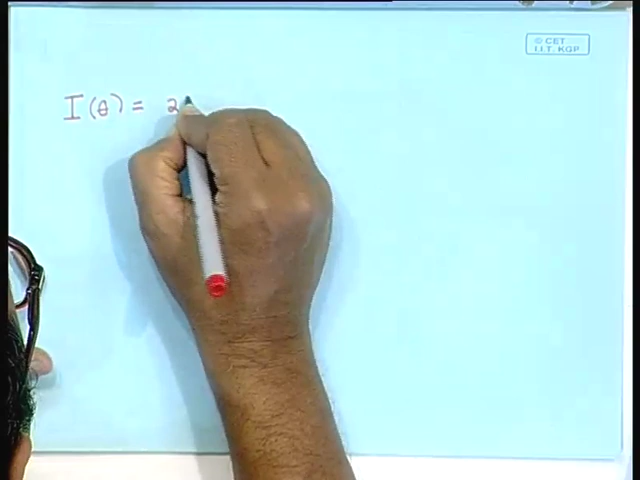 © CET
I.I.T. KGP
I(θ) = 2